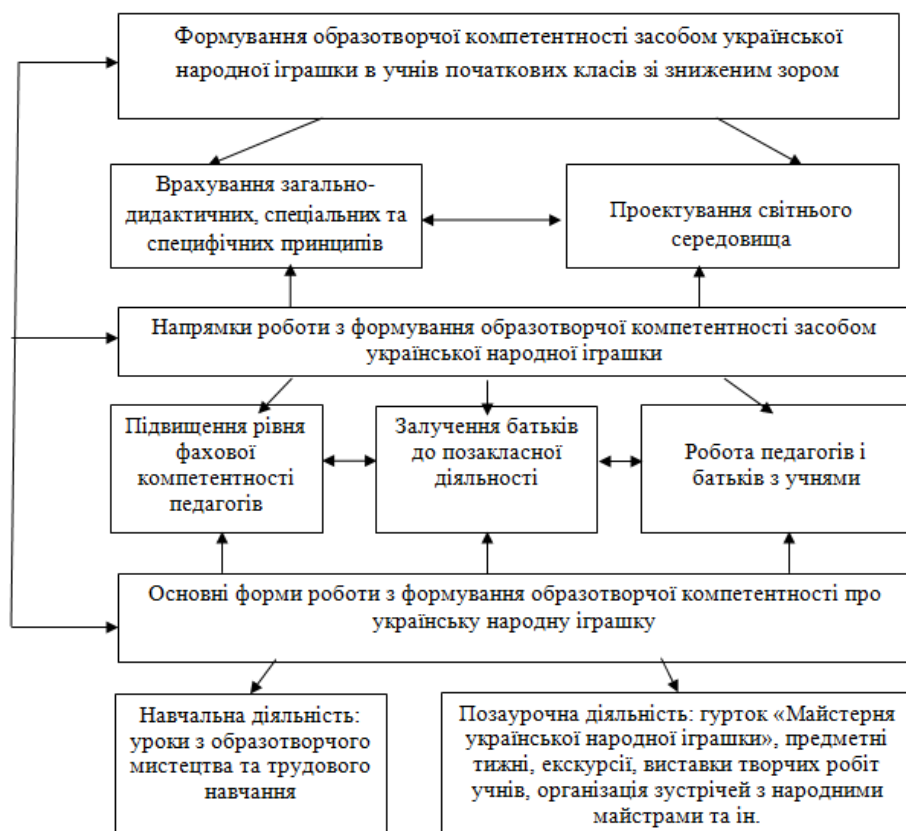 Формування образотворчої компетентності засобом української
народної іграшки в учнів початкових класів зі зниженим зором
Врахування загально-
дидактичних, спеціальних та
специфічних принципів
Проектування світнього
середовища
Напрямки роботи з формування образотворчої компетентності засобом
української народної іграшки
Підвищення рівня
фахової
компетентності
педагогів
Залучення батьків
до позакласної
діяльності
Робота педагогів і
батьків з учнями
Основні форми роботи з формування образотворчої компетентності про
українську народну іграшку
Навчальна діяльність:
уроки з образотворчого
мистецтва та трудового
навчання
Позаурочна діяльність: гурток «Майстерня
української народної іграшки», предметні
тижні, екскурсії, виставки творчих робіт
учнів, організація зустрічей з народними
майстрами та ін.